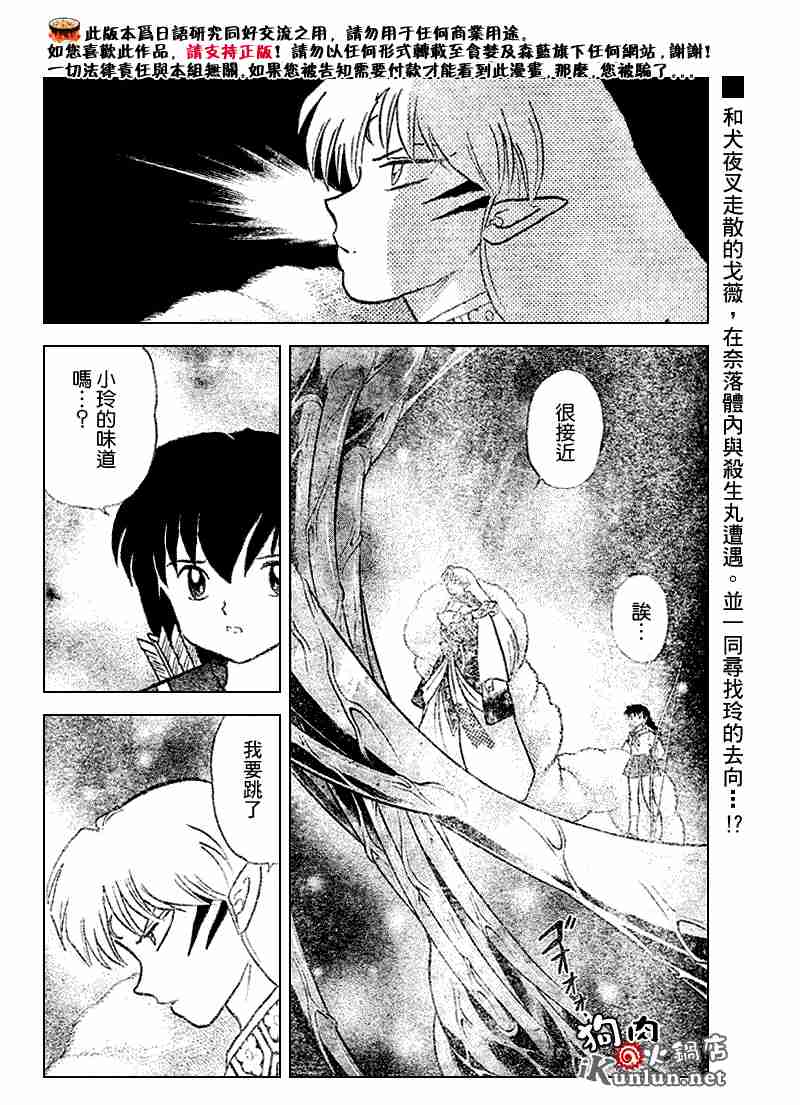 此版本爲日語研究同好交流之用，請勿用于任何商業用途。
如您喜歡此作品，請支持正版！請勿以任何形式轉載至貪婪及森藍旗下任何網站，謝謝！
一切法律責任與本組無關，如果您被告知需要付款才能看到此漫畫，那麼，您被騙了...
■和犬夜叉走散的戈薇，在奈落體內與殺生丸遭遇。並一同尋找玲的去向…!?
很接近
誒…
小玲的味道
嗎…？
我要跳了
狗肉
火鍋店
iKunlun.net